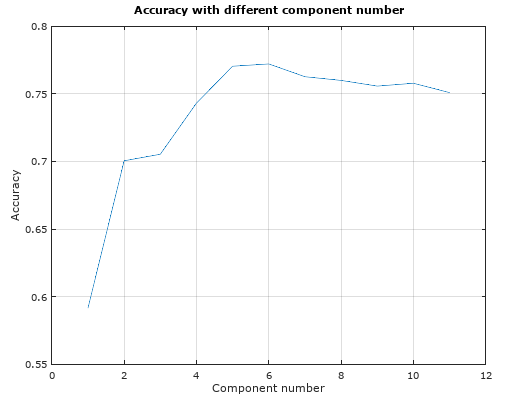 Accuracy with different component number
0.8
0.75
0.7
0.65
0.6
0.55
Accuracy
0 2 4 6 8 10 12
Component number